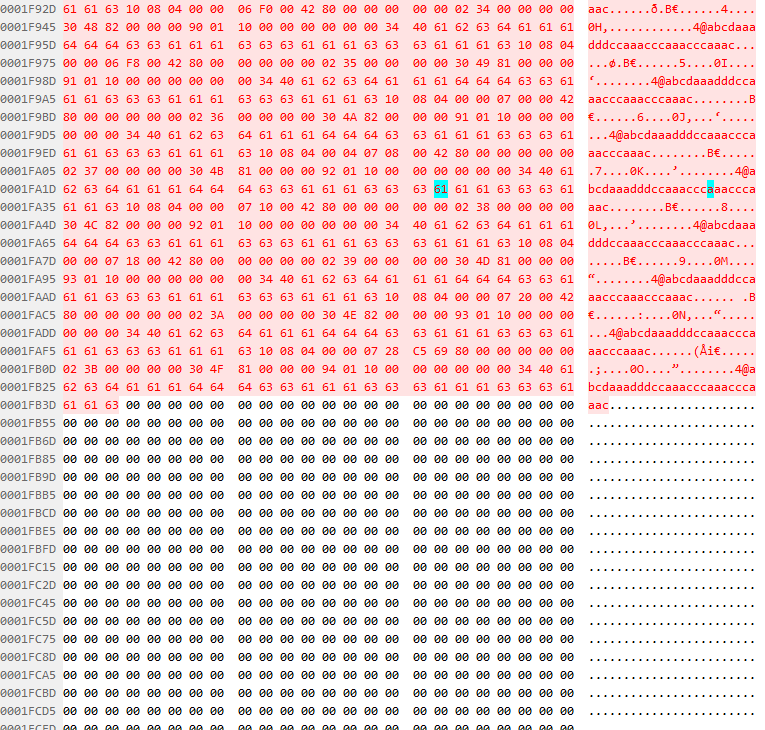 0001F92D 61 61 63 10 08 04 00 00 06 F0 00 42 80 00 00 00 00 00 02 34 00 00 00 00 aac......ð.B€......4....
0001F945 30 48 82 00 00 00 90 01 10 00 00 00 00 00 00 34 40 61 62 63 64 61 61 61 0H‚............4@abcdaaa
0001F95D 64 64 64 63 63 61 61 61 63 63 63 61 61 61 63 63 63 61 61 61 63 10 08 04 dddccaaacccaaacccaaac...
0001F975 00 00 06 F8 00 42 80 00 00 00 00 00 02 35 00 00 00 00 30 49 81 00 00 00 ...ø.B€......5....0I....
0001F98D 91 01 10 00 00 00 00 00 00 34 40 61 62 63 64 61 61 61 64 64 64 63 63 61 ‘........4@abcdaaadddcca
0001F9A5 61 61 63 63 63 61 61 61 63 63 63 61 61 61 63 10 08 04 00 00 07 00 00 42 aacccaaacccaaac........B
0001F9BD 80 00 00 00 00 00 02 36 00 00 00 00 30 4A 82 00 00 00 91 01 10 00 00 00 €......6....0J‚...‘.....
0001F9D5 00 00 00 34 40 61 62 63 64 61 61 61 64 64 64 63 63 61 61 61 63 63 63 61 ...4@abcdaaadddccaaaccca
0001F9ED 61 61 63 63 63 61 61 61 63 10 08 04 00 04 07 08 00 42 80 00 00 00 00 00 aacccaaac........B€.....
0001FA05 02 37 00 00 00 00 30 4B 81 00 00 00 92 01 10 00 00 00 00 00 00 34 40 61 .7....0K....’........4@a
0001FA1D 62 63 64 61 61 61 64 64 64 63 63 61 61 61 63 63 63 61 61 61 63 63 63 61 bcdaaadddccaaacccaaaccca
0001FA35 61 61 63 10 08 04 00 00 07 10 00 42 80 00 00 00 00 00 02 38 00 00 00 00 aac........B€......8....
0001FA4D 30 4C 82 00 00 00 92 01 10 00 00 00 00 00 00 34 40 61 62 63 64 61 61 61 0L‚...’........4@abcdaaa
0001FA65 64 64 64 63 63 61 61 61 63 63 63 61 61 61 63 63 63 61 61 61 63 10 08 04 dddccaaacccaaacccaaac...
0001FA7D 00 00 07 18 00 42 80 00 00 00 00 00 02 39 00 00 00 00 30 4D 81 00 00 00 .....B€......9....0M....
0001FA95 93 01 10 00 00 00 00 00 00 34 40 61 62 63 64 61 61 61 64 64 64 63 63 61 “........4@abcdaaadddcca
0001FAAD 61 61 63 63 63 61 61 61 63 63 63 61 61 61 63 10 08 04 00 00 07 20 00 42 aacccaaacccaaac...... .B
0001FAC5 80 00 00 00 00 00 02 3A 00 00 00 00 30 4E 82 00 00 00 93 01 10 00 00 00 €......:....0N‚...“.....
0001FADD 00 00 00 34 40 61 62 63 64 61 61 61 64 64 64 63 63 61 61 61 63 63 63 61 ...4@abcdaaadddccaaaccca
0001FAF5 61 61 63 63 63 61 61 61 63 10 08 04 00 00 07 28 C5 69 80 00 00 00 00 00 aacccaaac......(Åi€.....
0001FB0D 02 3B 00 00 00 00 30 4F 81 00 00 00 94 01 10 00 00 00 00 00 00 34 40 61 .;....0O....”........4@a
0001FB25 62 63 64 61 61 61 64 64 64 63 63 61 61 61 63 63 63 61 61 61 63 63 63 61 bcdaaadddccaaacccaaaccca
0001FB3D 61 61 63 00 00 00 00 00 00 00 00 00 00 00 00 00 00 00 00 00 00 00 00 00 aac.....................
0001FB55 00 00 00 00 00 00 00 00 00 00 00 00 00 00 00 00 00 00 00 00 00 00 00 00 ........................
0001FB6D 00 00 00 00 00 00 00 00 00 00 00 00 00 00 00 00 00 00 00 00 00 00 00 00 ........................
0001FB85 00 00 00 00 00 00 00 00 00 00 00 00 00 00 00 00 00 00 00 00 00 00 00 00 ........................
0001FB9D 00 00 00 00 00 00 00 00 00 00 00 00 00 00 00 00 00 00 00 00 00 00 00 00 ........................
0001FBB5 00 00 00 00 00 00 00 00 00 00 00 00 00 00 00 00 00 00 00 00 00 00 00 00 ........................
0001FBCD 00 00 00 00 00 00 00 00 00 00 00 00 00 00 00 00 00 00 00 00 00 00 00 00 ........................
0001FBE5 00 00 00 00 00 00 00 00 00 00 00 00 00 00 00 00 00 00 00 00 00 00 00 00 ........................
0001FBFD 00 00 00 00 00 00 00 00 00 00 00 00 00 00 00 00 00 00 00 00 00 00 00 00 ........................
0001FC15 00 00 00 00 00 00 00 00 00 00 00 00 00 00 00 00 00 00 00 00 00 00 00 00 ........................
0001FC2D 00 00 00 00 00 00 00 00 00 00 00 00 00 00 00 00 00 00 00 00 00 00 00 00 ........................
0001FC45 00 00 00 00 00 00 00 00 00 00 00 00 00 00 00 00 00 00 00 00 00 00 00 00 ........................
0001FC5D 00 00 00 00 00 00 00 00 00 00 00 00 00 00 00 00 00 00 00 00 00 00 00 00 ........................
0001FC75 00 00 00 00 00 00 00 00 00 00 00 00 00 00 00 00 00 00 00 00 00 00 00 00 ........................
0001FC8D 00 00 00 00 00 00 00 00 00 00 00 00 00 00 00 00 00 00 00 00 00 00 00 00 ........................
0001FCA5 00 00 00 00 00 00 00 00 00 00 00 00 00 00 00 00 00 00 00 00 00 00 00 00 ........................
0001FCBD 00 00 00 00 00 00 00 00 00 00 00 00 00 00 00 00 00 00 00 00 00 00 00 00 ........................
0001FCD5 00 00 00 00 00 00 00 00 00 00 00 00 00 00 00 00 00 00 00 00 00 00 00 00 ........................
0001FCED 00 00 00 00 00 00 00 00 00 00 00 00 00 00 00 00 00 00 00 00 00 00 00 00